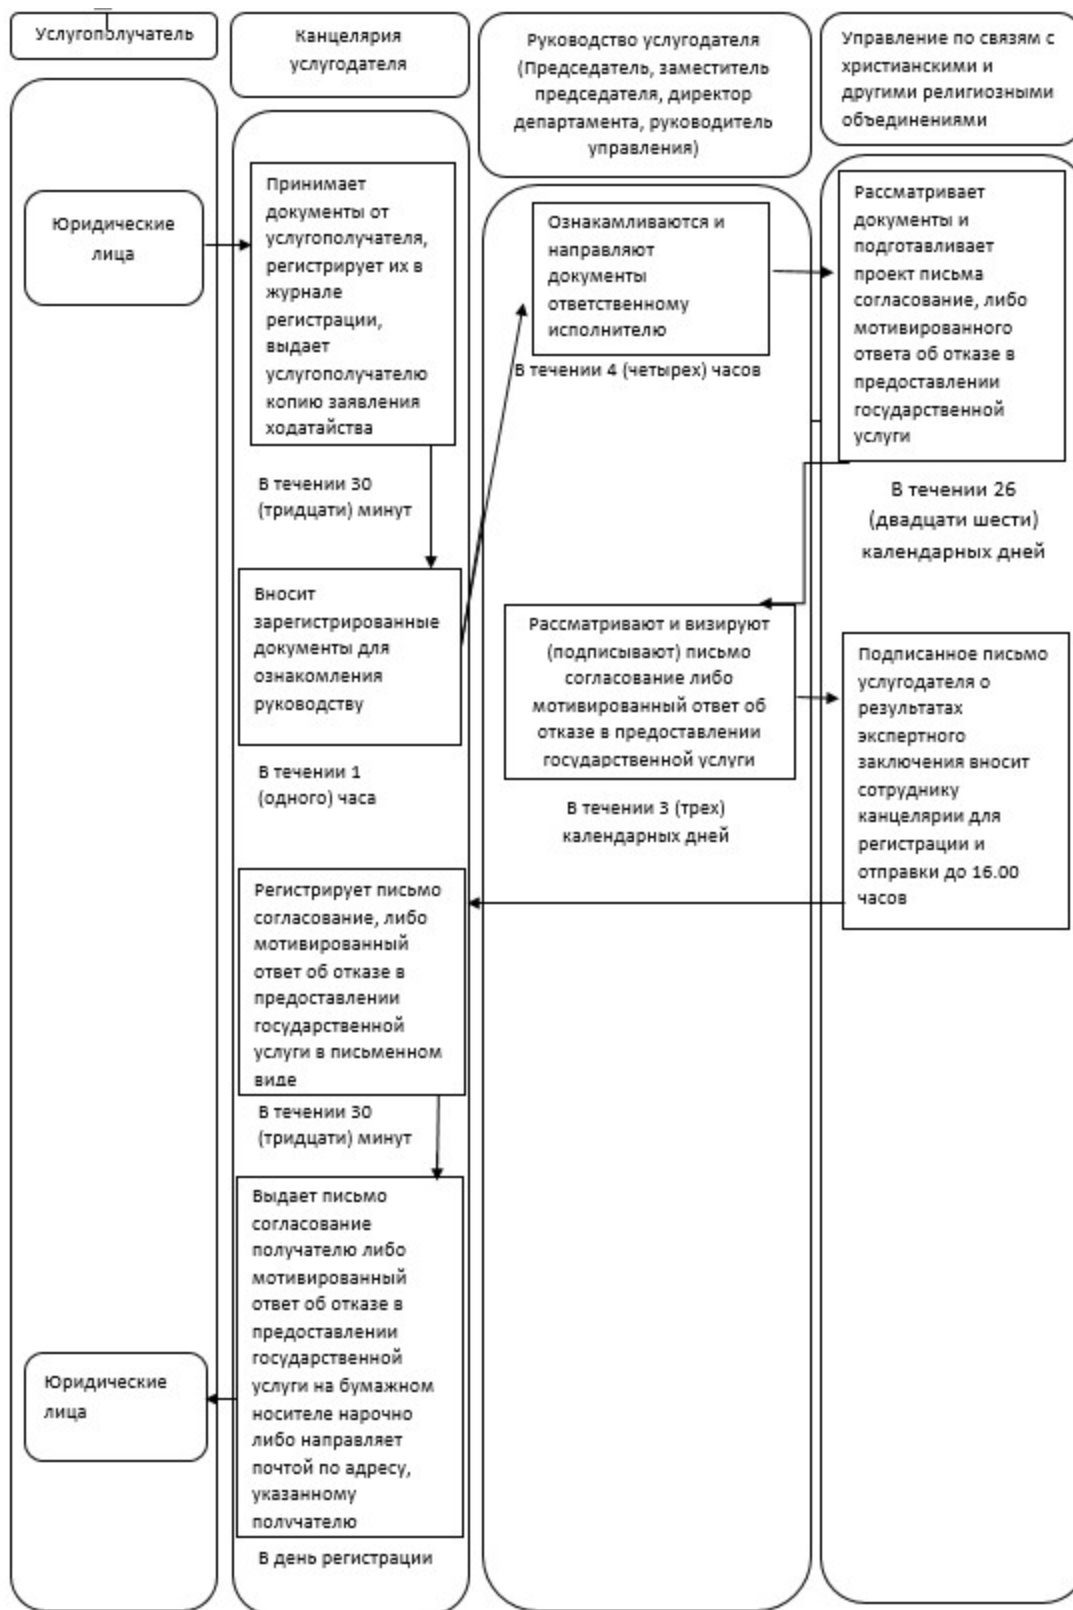 Услугополучатель
Канцелярия
услугодателя
Руководство услугодателя
(Председатель, заместитель
председателя, директор
департамента, руководитель
управления)
Управление по связям с
христианскими и
другими религиозными
объединениями
Юридические
лица
Принимает
документы от
услугополучателя,
регистрирует их в
журнале
регистрации,
выдает
услугополучателю
копию заявления
ходатайства
В течении 30
(тридцати) минут
Вносит
зарегистрированные
документы для
ознакомления
руководству
В течении 1
(одного) часа
Ознакамливаются и
направляют
документы
ответственному
исполнителю
В течении 4 (четырех) часов
Рассматривает
документы и
подготавливает
проект письма
согласование, либо
мотивированного
ответа об отказе в
предоставлении
государственной
услуги
В течении 26
(двадцати шести)
календарных дней
Рассматривают и визируют
(подписывают) письмо
согласование либо
мотивированный ответ об
отказе в предоставлении
государственной услуги
В течении 3 (трех)
календарных дней
Подписанное письмо
услугодателя о
результатах
экспертного
заключения вносит
сотруднику
канцелярии для
регистрации и
отправки до 16.00
часов
Регистрирует письмо
согласование, либо
мотивированный
ответ об отказе в
предоставлении
государственной
услуги в письменном
виде
В течении 30
(тридцати) минут
Выдает письмо
согласование
получателю либо
мотивированный
ответ об отказе в
предоставлении
государственной
услуги на бумажном
носителе нарочно
либо направляет
почтой по адресу,
указанному
получателю
В день регистрации
Юридические
лица